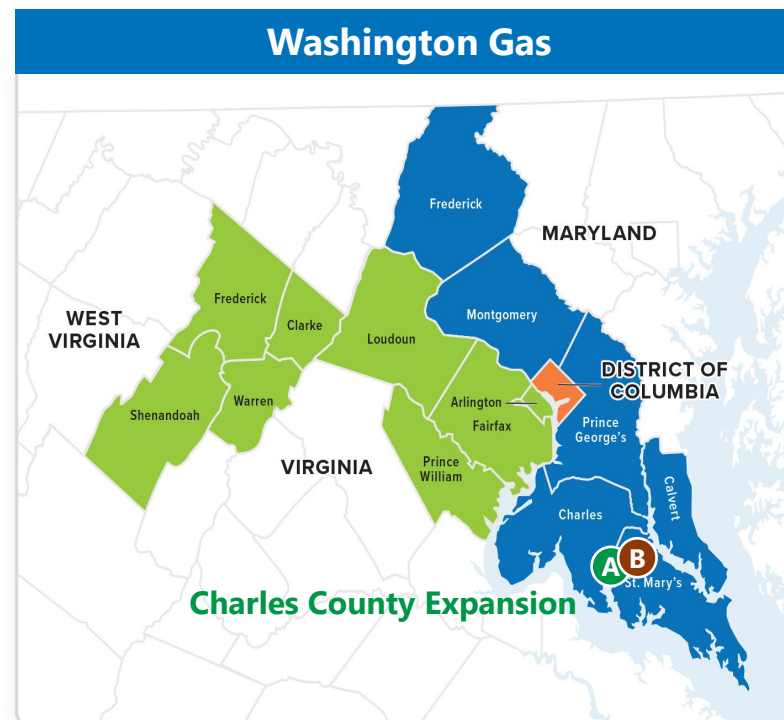 Washington Gas
Frederick
MARYLAND
Frederick
WEST
VIRGINIA
Clarke
Montgomery
Loudoun
DISTRICT OF
COLUMBIA
Shenandoah
Warren
Arlington
Fairfax
Prince
George's
VIRGINIA
Prince
William
Calvert
Charles
A
B
St. Mary's
Charles County Expansion